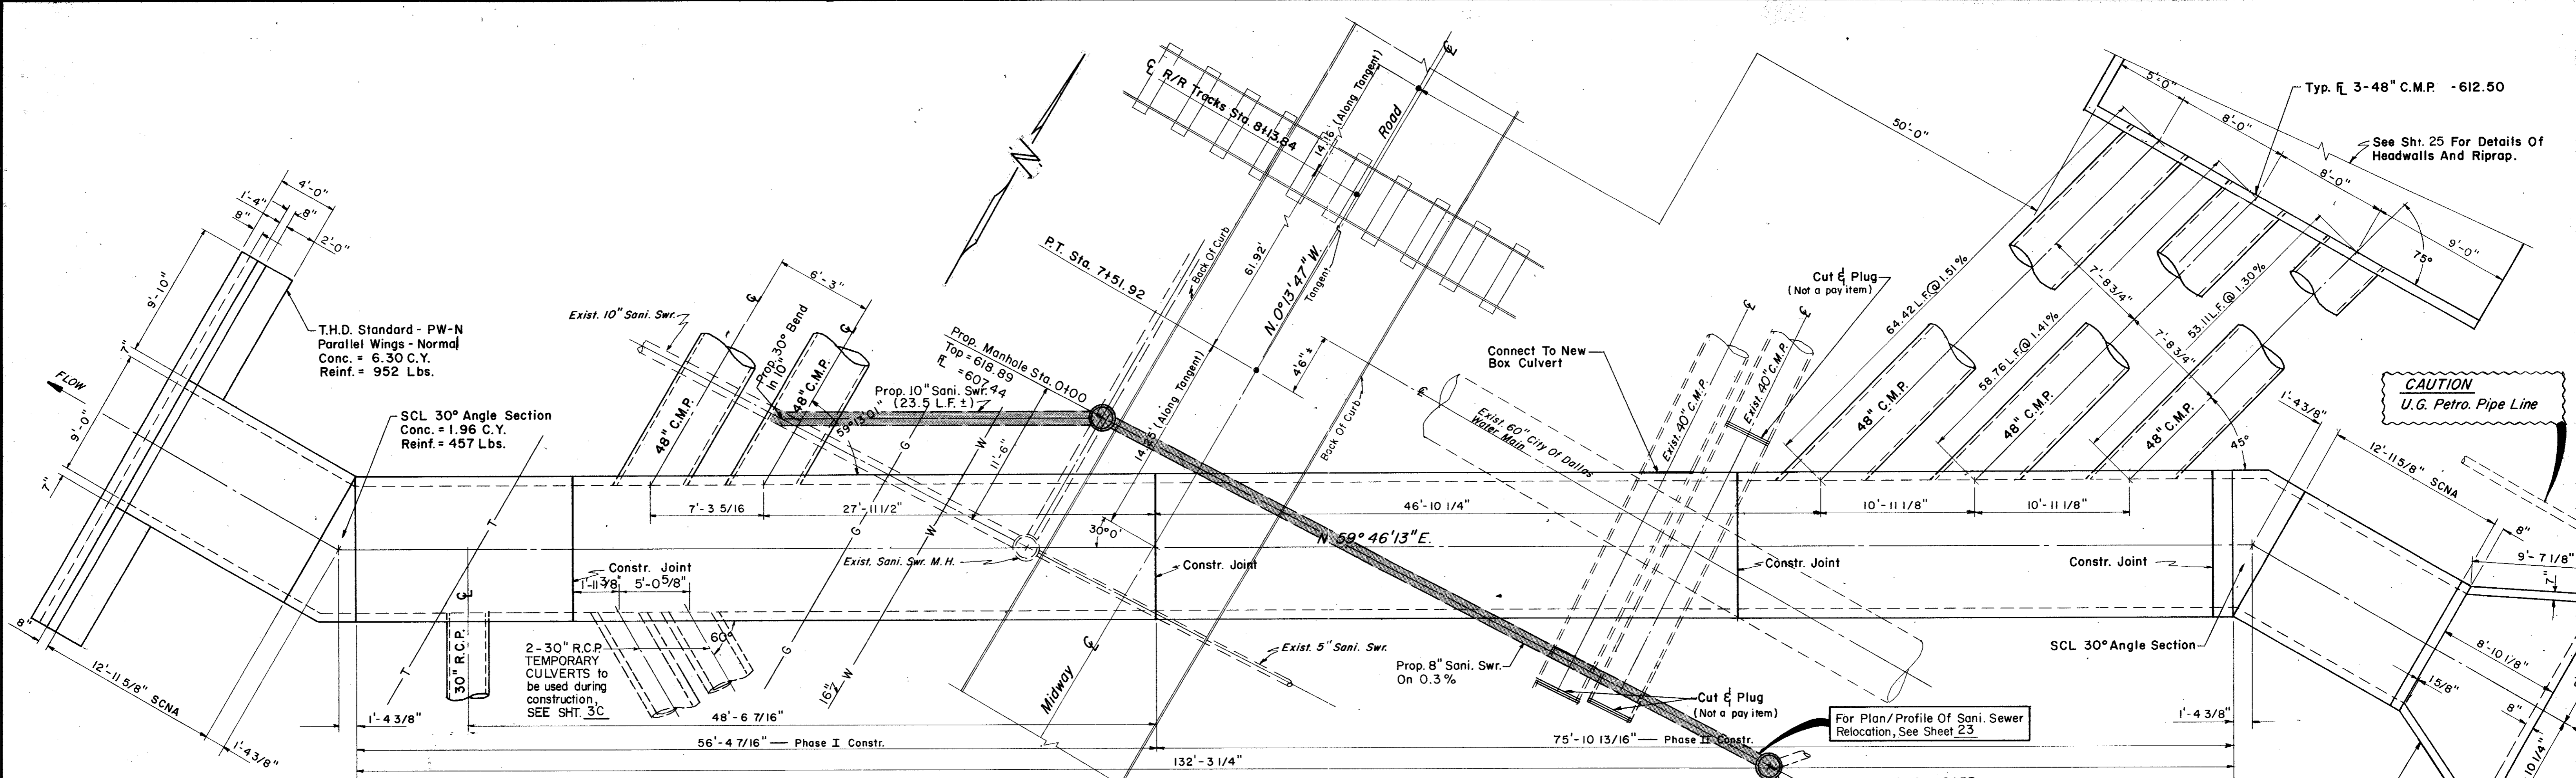 4'-0"
1'-4"
8"
8"
2'-0"
9'-10"
T.H.D. Standard - PW-N
Parallel Wings - Normal
Conc. = 6.30 C.Y.
Reinf. = 952 Lbs.
7"
FLOW
9'-0"
7"
SCL 30° Angle Section
Conc. = 1.96 C.Y.
Reinf. = 457 Lbs.
8"
12'-11 5/8" SCNA
1'-4 3/8"
1'-4 3/8"
T
T
30" R.C.P.
2-30" R.C.P.
TEMPORARY
CULVERTS to
be used during
construction,
SEE SHT. 3C
Constr. Joint
1'-11 3/8"
5'-0 5/8"
60°
Exist. 10" Sani. Swr.
6'-3"
48" C.M.P.
Prop. 30° Bend
In 10"
48" C.M.P.
59°13'01"
Prop. Manhole Sta. 0+00
Top = 618.89
FL = 607.44
Prop. 10" Sani. Swr.
(23.5 L.F. ±)
G
G
G
W
W
W
16"
11'-6"
7'-3 5/16
27'-11 1/2"
30°0'
Exist. Sani. Swr. M.H.
14.25' (Along Tangent)
N
P.T. Sta. 7+51.92
℄ R/R Tracks Sta. 8+13.84
14.16' (Along Tangent)
Road
℄
61.92'
Back Of Curb
N. 0°13'47" W.
Tangent
4'6" ±
Back Of Curb
Midway
℄
50'-0"
Connect To New
Box Culvert
Cut & Plug
(Not a pay item)
Exist. 40" C.M.P.
Exist. 40" C.M.P.
Exist. 60" City Of Dallas
Water Main
46'-10 1/4"
N 59° 46'13" E.
Constr. Joint
Constr. Joint
Constr. Joint
Exist. 5" Sani. Swr.
Prop. 8" Sani. Swr.
On 0.3%
Cut & Plug
(Not a pay item)
For Plan/Profile Of Sani. Sewer
Relocation, See Sheet 23
48'-6 7/16"
56'-4 7/16" — Phase I Constr.
75'-10 13/16" — Phase II Constr.
132'-3 1/4"
64.42 L.F. @ 1.51%
58.76 L.F. @ 1.41%
53.11 L.F. @ 1.30%
48" C.M.P.
48" C.M.P.
48" C.M.P.
7'-8 3/4"
7'-8 3/4"
45°
10'-11 1/8"
10'-11 1/8"
5'-0"
8'-0"
8'-0"
9'-0"
75°
Typ. FL 3-48" C.M.P. -612.50
See Sht. 25 For Details Of
Headwalls And Riprap.
CAUTION
U.G. Petro. Pipe Line
1'-4 3/8"
12'-11 5/8"
SCNA
8"
9'-7 1/8"
7"
8'-10 1/8"
1 5/8"
8"
10 1/4"
SCL 30° Angle Section
1'-4 3/8"